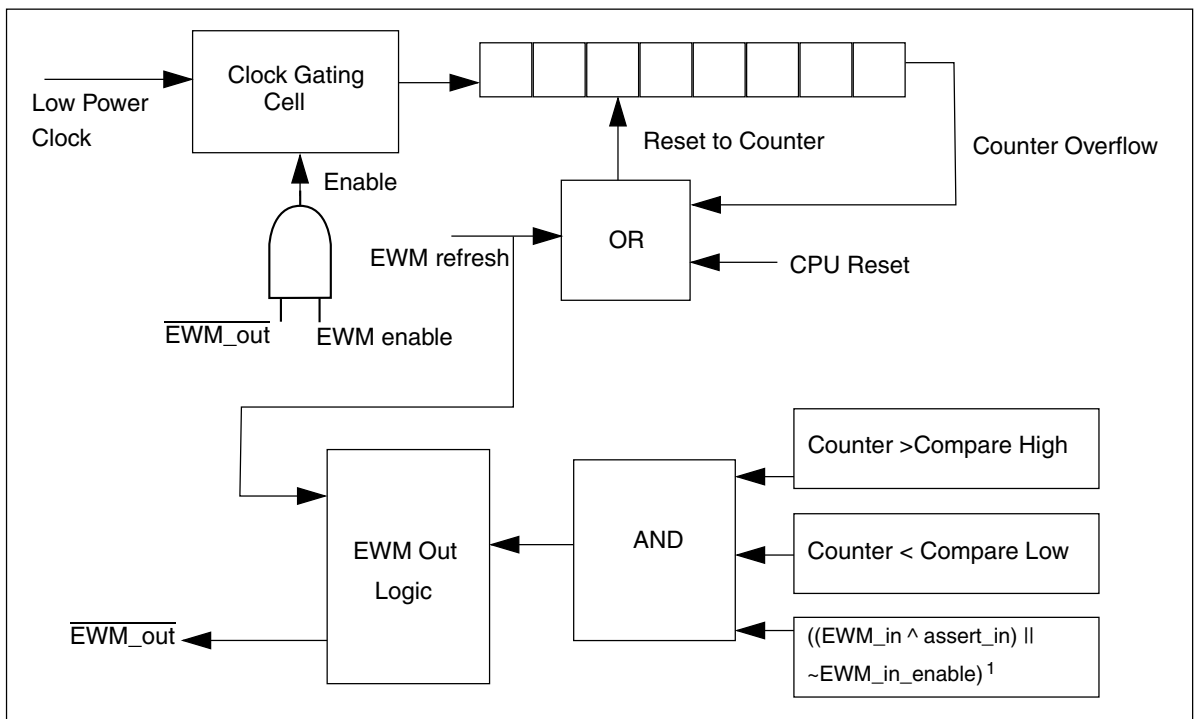 Low Power
Clock
Clock Gating
Cell
Enable
EWM_out
EWM enable
Reset to Counter
Counter Overflow
EWM refresh
OR
CPU Reset
Counter >Compare High
Counter < Compare Low
((EWM_in ^ assert_in) ||
~EWM_in_enable) 1
AND
EWM Out
Logic
EWM_out